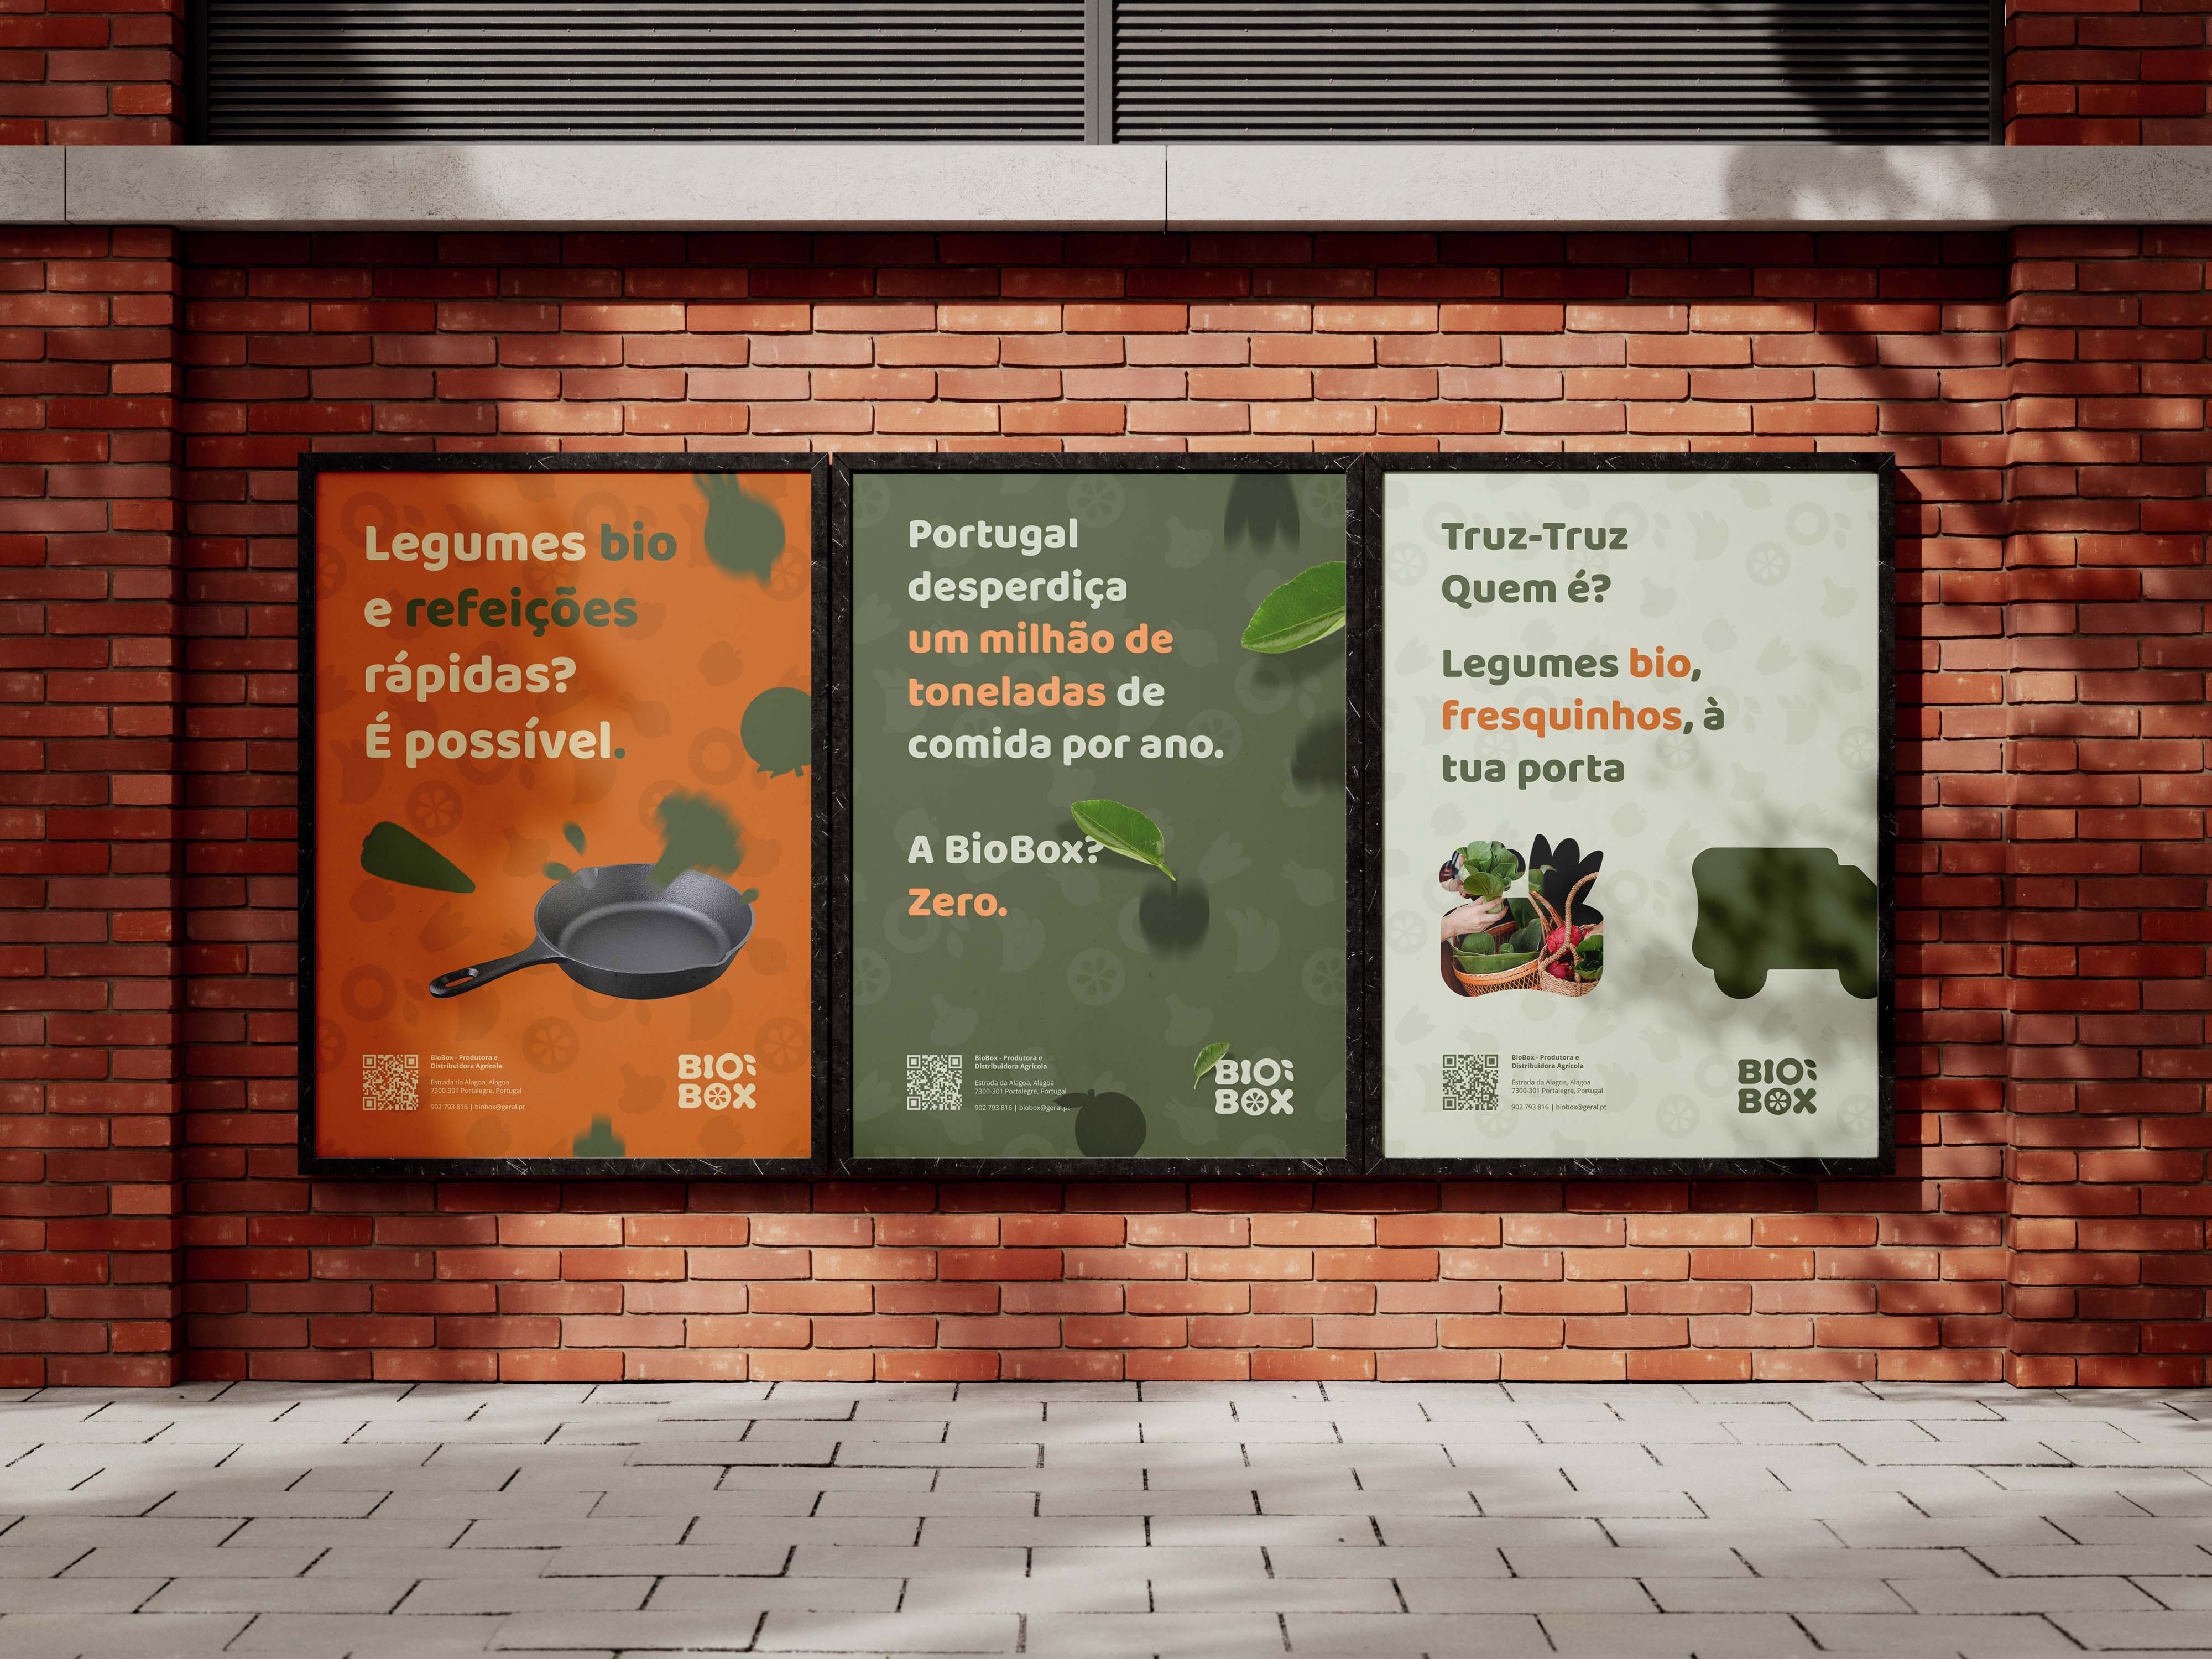 Legumes bio
e refeições
rápidas?
É possível.
BioBox - Produtora e
Distribuidora Agrícola
Estrada da Alagoa, Alagoa
7300-301 Portalegre, Portugal
902 793 816 | biobox@geral.pt
BIO
BOX
Portugal
desperdiça
um milhão de
toneladas de
comida por ano.
A BioBox?
Zero.
BioBox - Produtora e
Distribuidora Agrícola
Estrada da Alagoa, Alagoa
7300-301 Portalegre, Portugal
902 793 816 | biobox@geral.pt
BIO
BOX
Truz-Truz
Quem é?
Legumes bio,
fresquinhos, à
tua porta
BioBox - Produtora e
Distribuidora Agrícola
Estrada da Alagoa, Alagoa
7300-301 Portalegre, Portugal
902 793 816 | biobox@geral.pt
BIO
BOX